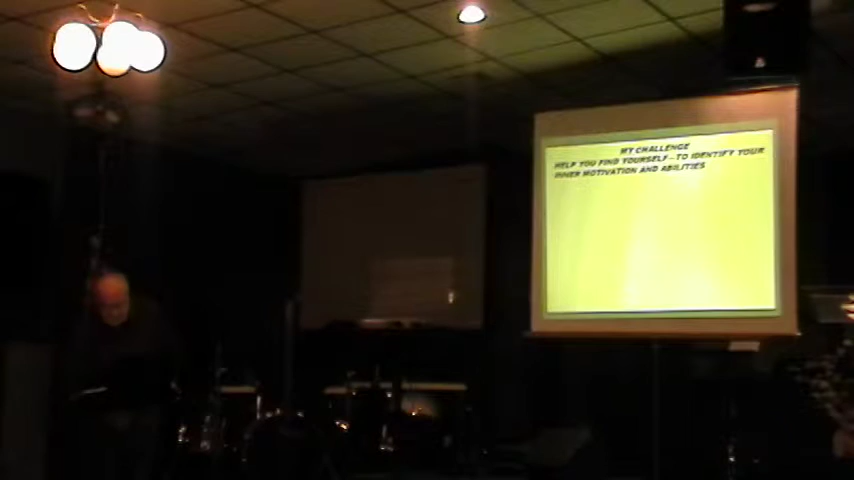 MY CHALLENGE
HELP YOU FIND YOURSELF--TO IDENTIFY YOUR
INNER MOTIVATION AND ABILITIES